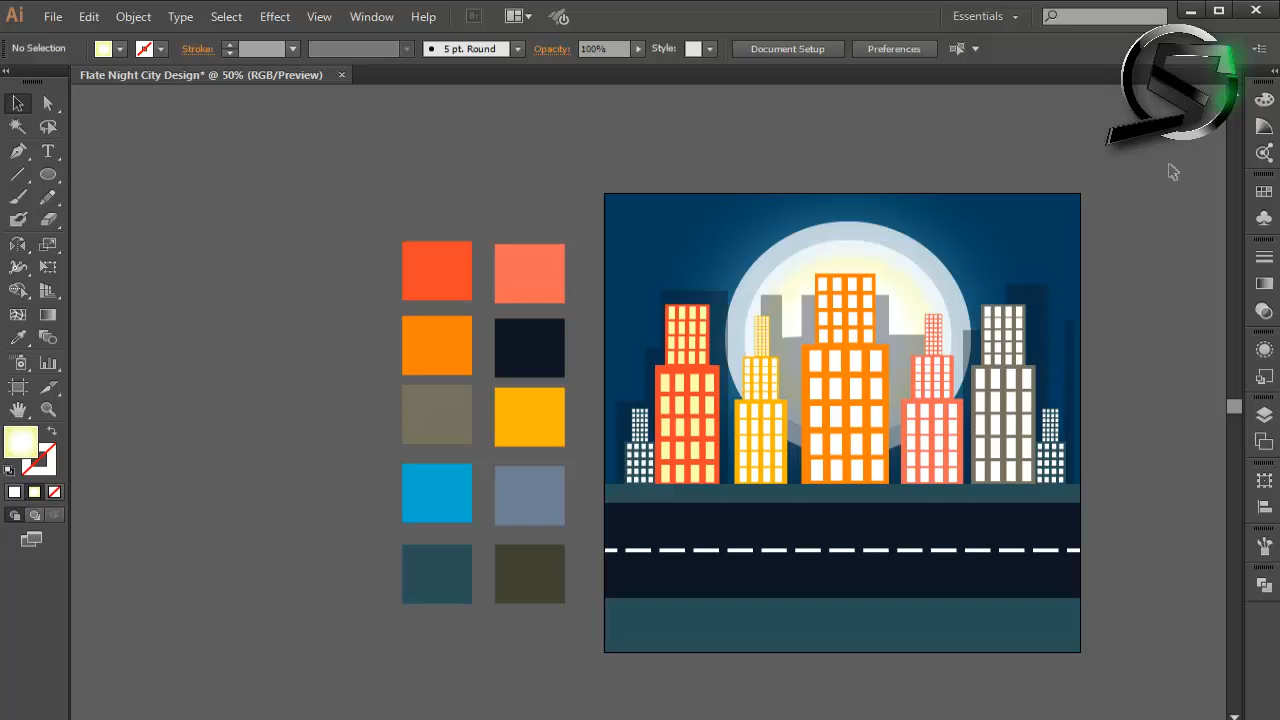 Ai File Edit Object Type Select Effect View Window Help Br Essentials
No Selection Stroke: 5 pt. Round Opacity: 100% Style: Document Setup Preferences
Flate Night City Design* @ 50% (RGB/Preview)